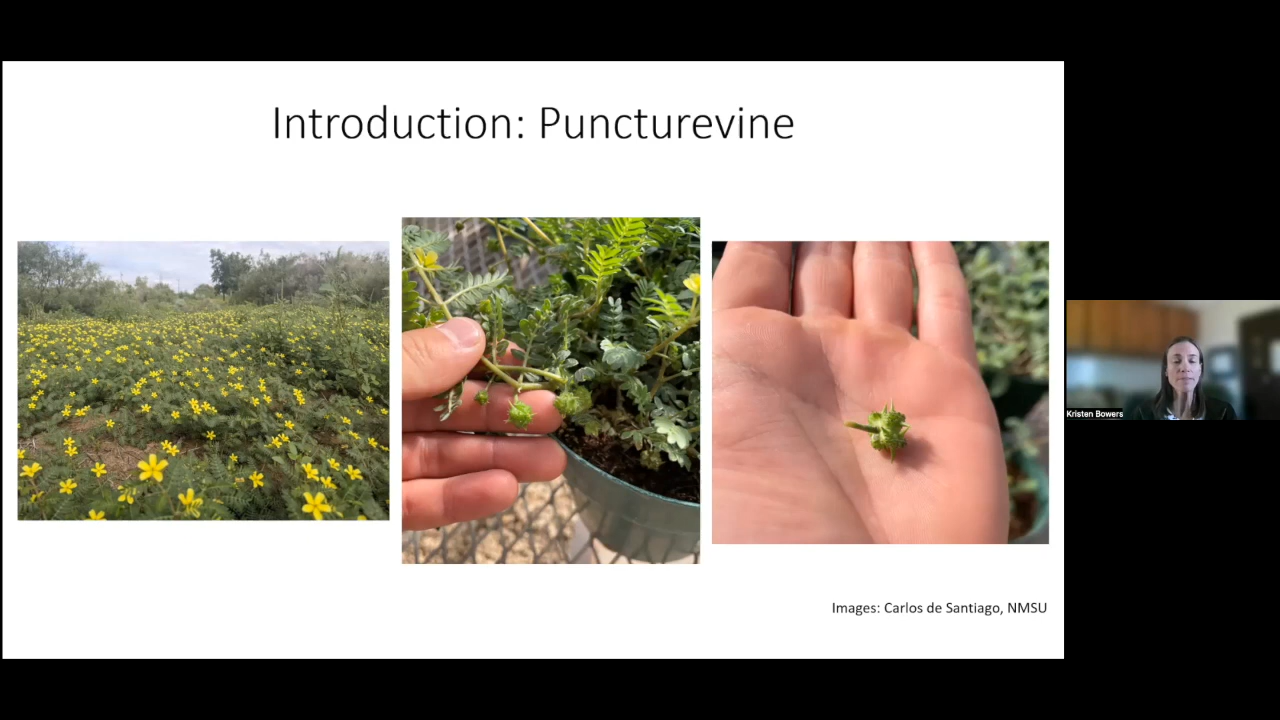 Introduction: Puncturevine
Kristen Bowers
Images: Carlos de Santiago, NMSU